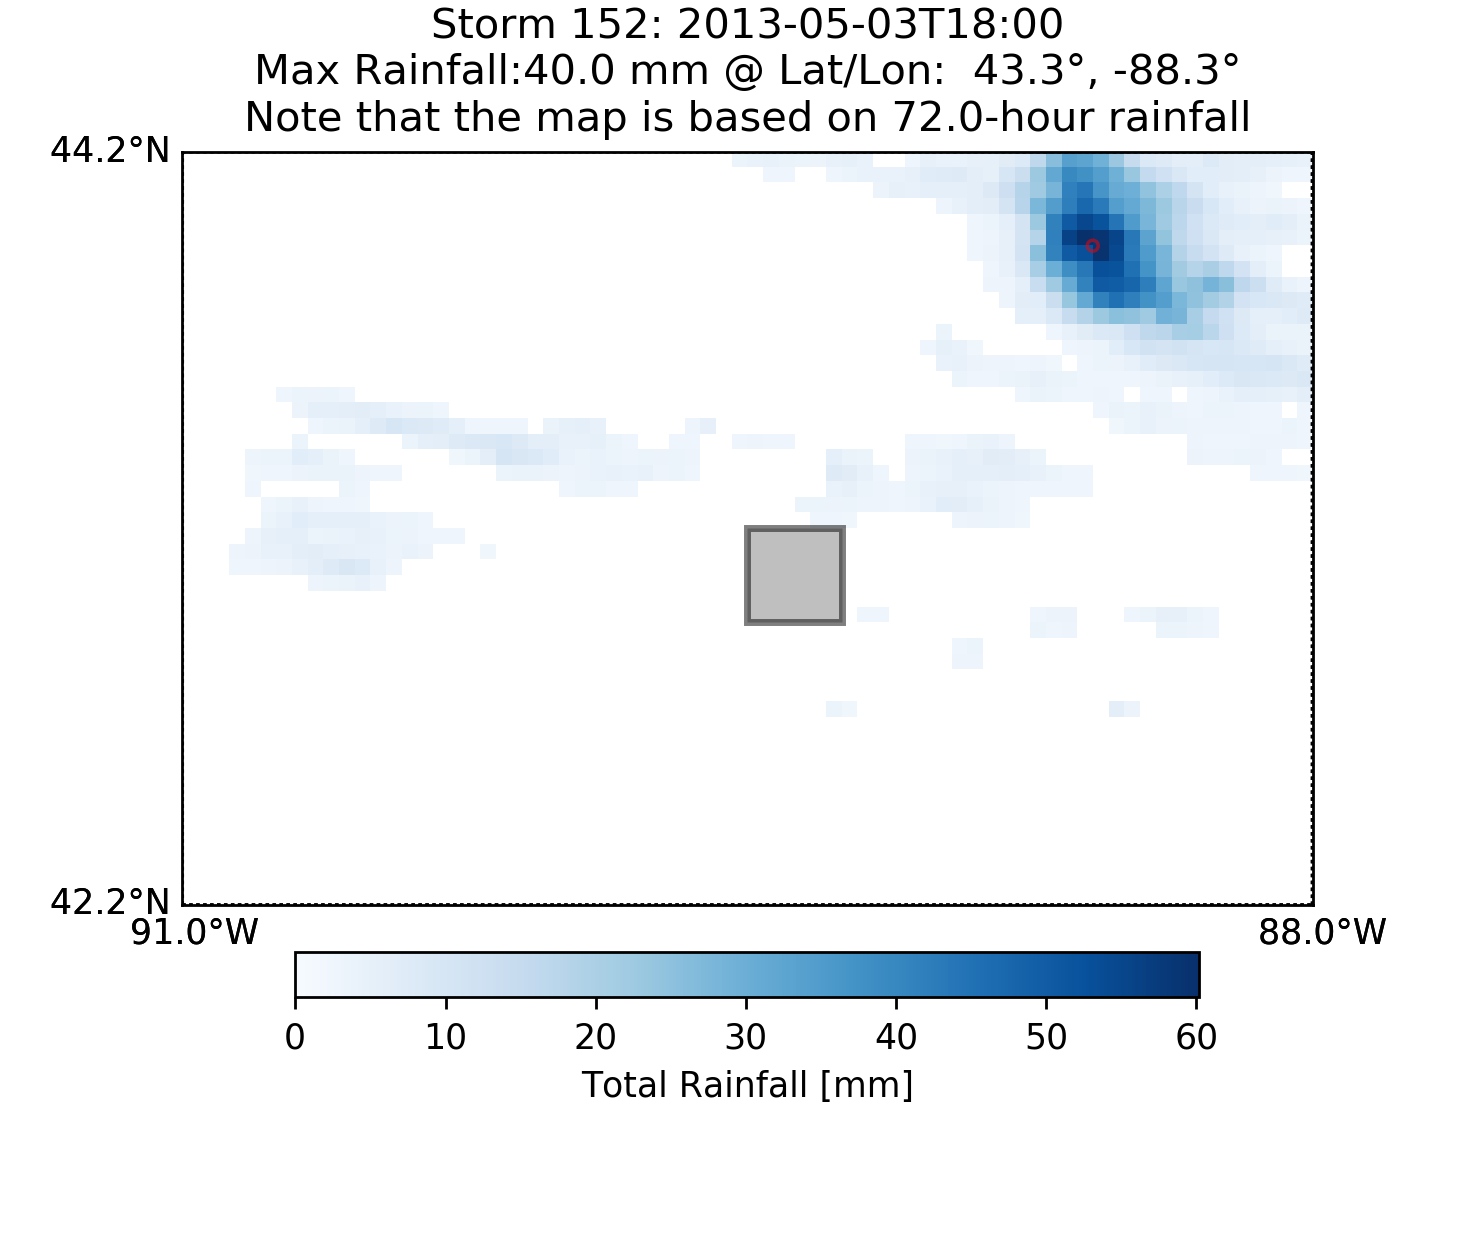 Storm 152: 2013-05-03T18:00
Max Rainfall:40.0 mm @ Lat/Lon:  43.3°, -88.3°
Note that the map is based on 72.0-hour rainfall
44.2°N
42.2°N
91.0°W 88.0°W
0 10 20 30 40 50 60
Total Rainfall [mm]